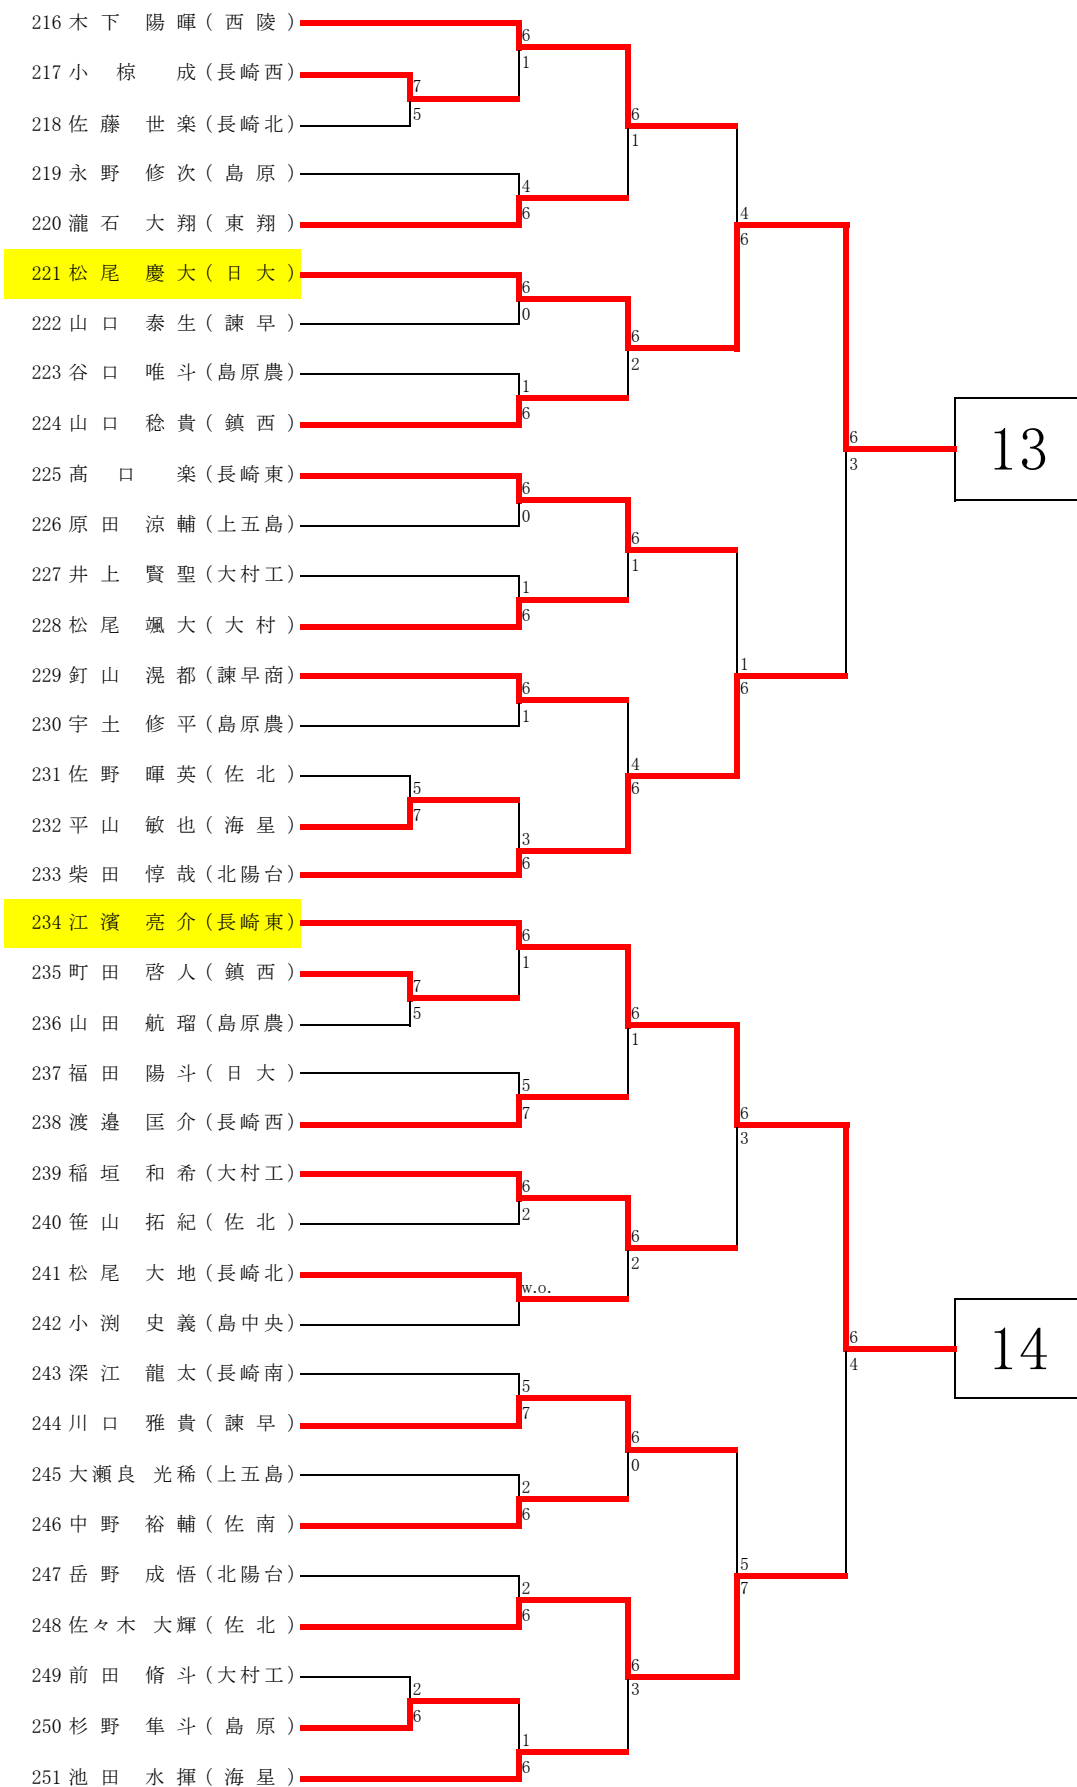 216 木下 陽暉 (西陵)
6
217 小椋 成 (長崎西)
1
7
218 佐藤 世楽 (長崎北)
5
6
1
219 永野 修次 (島原)
4
220 瀧石 大翔 (東翔)
6
4
6
221 松尾 慶大 (日大)
6
222 山口 泰生 (諫早)
0
6
2
223 谷口 唯斗 (島原農)
1
224 山口 稔貴 (鎮西)
6
6
3
13
225 髙口 楽 (長崎東)
6
226 原田 涼輔 (上五島)
0
6
1
227 井上 賢聖 (大村工)
1
228 松尾 颯大 (大村)
6
1
6
229 釘山 滉都 (諫早商)
6
230 宇土 修平 (島原農)
1
4
6
231 佐野 暉英 (佐北)
5
232 平山 敏也 (海星)
7
3
233 柴田 惇哉 (北陽台)
6
234 江濱 亮介 (長崎東)
6
235 町田 啓人 (鎮西)
1
7
236 山田 航瑠 (島原農)
5
6
1
237 福田 陽斗 (日大)
5
238 渡邉 匡介 (長崎西)
7
6
3
239 稲垣 和希 (大村工)
6
240 笹山 拓紀 (佐北)
2
6
2
241 松尾 大地 (長崎北)
w.o.
242 小渕 史義 (島中央)
6
4
14
243 深江 龍太 (長崎南)
5
244 川口 雅貴 (諫早)
7
6
0
245 大瀬良 光稀 (上五島)
2
246 中野 裕輔 (佐南)
6
5
7
247 岳野 成悟 (北陽台)
2
248 佐々木 大輝 (佐北)
6
6
3
249 前田 脩斗 (大村工)
2
250 杉野 隼斗 (島原)
6
1
251 池田 水揮 (海星)
6